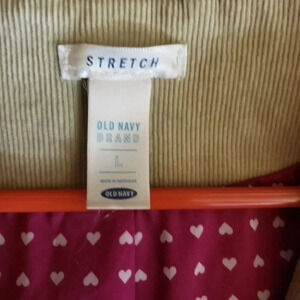 STRETCH
OLD NAVY
BRAND
L
OLD NAVY